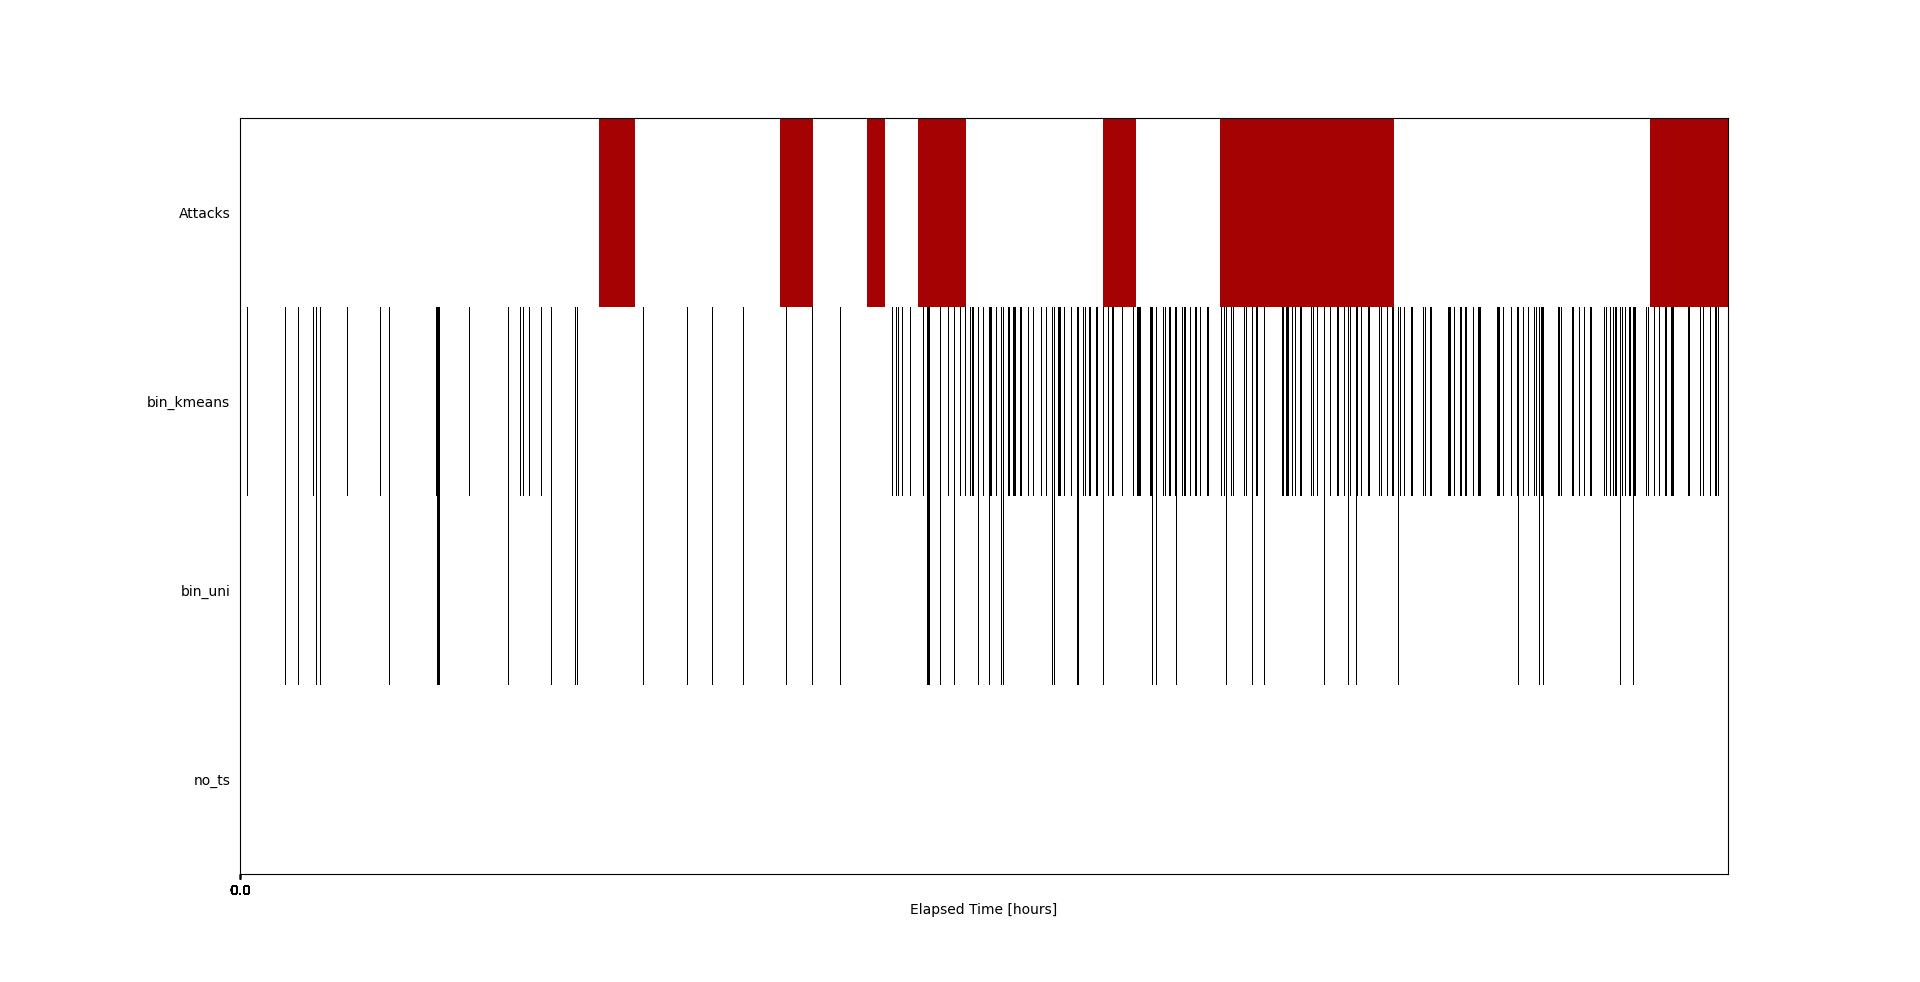 Attacks
bin_kmeans
bin_uni
no_ts
0.0
Elapsed Time [hours]